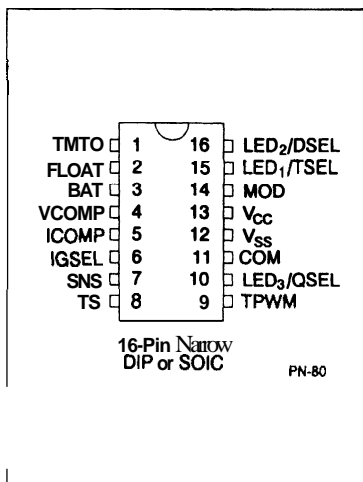 TMTO 1 16 LED₂/DSEL
FLOAT 2 15 LED₁/TSEL
BAT 3 14 MOD
VCOMP 4 13 VCC
ICOMP 5 12 VSS
IGSEL 6 11 COM
SNS 7 10 LED₃/QSEL
TS 8 9 TPWM
16-Pin Narrow
DIP or SOIC
PN-80